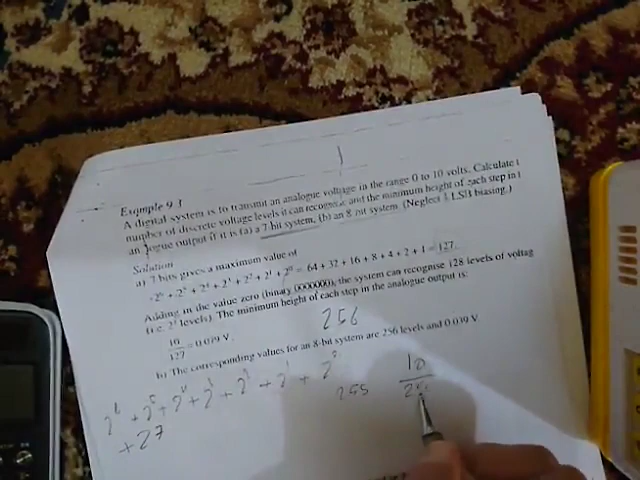 1
Example 9.1
A digital system is to transmit an analogue voltage in the range 0 to 10 volts. Calculate t
number of discrete voltage levels it can recognise and the minimum height of each step in t
analogue output if it is (a) a 7-bit system, (b) an 8-bit system. (Neglect ½ LSB biasing.)
Solution
a) 7 bits gives a maximum value of
2⁶ + 2⁵ + 2⁴ + 2³ + 2² + 2¹ + 2⁰ = 64 + 32 + 16 + 8 + 4 + 2 + 1 = 127.
Adding in the value zero (binary 0000000), the system can recognise 128 levels of voltag
(i.e. 2⁷ levels). The minimum height of each step in the analogue output is:
10/127 = 0.079 V
256
b) The corresponding values for an 8-bit system are 256 levels and 0.039 V
2⁶ + 2⁵ + 2⁴ + 2³ + 2² + 2¹ + 2⁰
+ 27
255
10